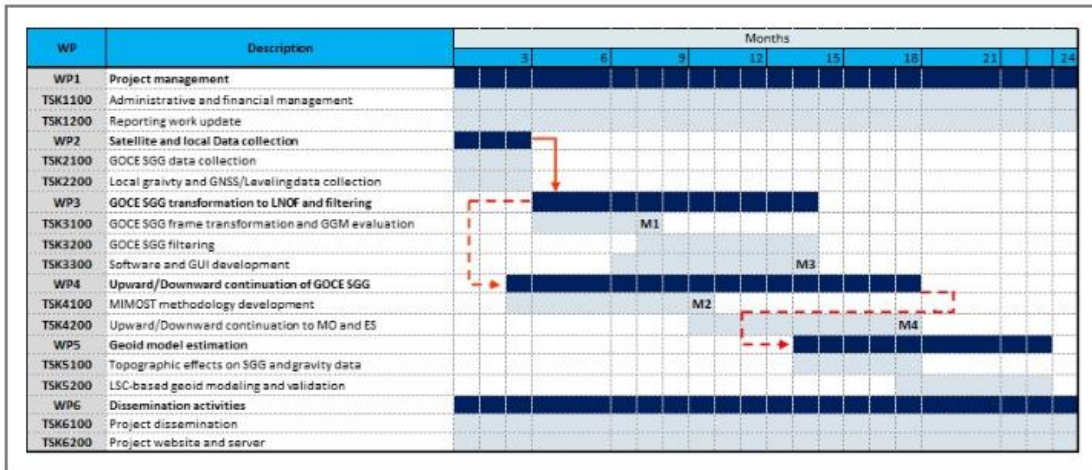 WP Description Months
3 6 9 12 15 18 21 24
WP1 Project management
TSK1100 Administrative and financial management
TSK1200 Reporting work update
WP2 Satellite and local Data collection
TSK2100 GOCE SGG data collection
TSK2200 Local graivty and GNSS/Levelingdata collection
WP3 GOCE SGG transformation to LNOF and filtering
TSK3100 GOCE SGG frame transformation and GGM evaluation M1
TSK3200 GOCE SGG filtering
TSK3300 Software and GUI development M3
WP4 Upward/Downward continuation of GOCE SGG
TSK4100 MIMOST methodology development M2
TSK4200 Upward/Downward continuation to MO and ES M4
WP5 Geoid model estimation
TSK5100 Topographic effects on SGG and gravity data
TSK5200 LSC-based geoid modeling and validation
WP6 Dissemination activities
TSK6100 Project dissemination
TSK6200 Project website and server